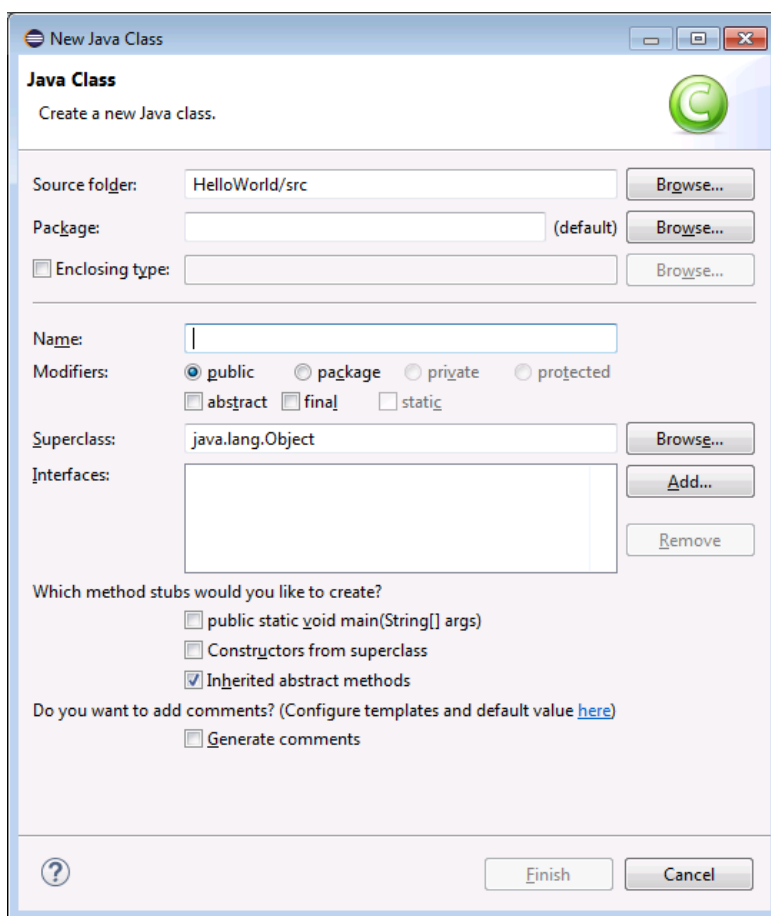 New Java Class
Java Class
Create a new Java class.
Source folder: HelloWorld/src Browse...
Package: (default) Browse...
Enclosing type: Browse...
Name:
Modifiers: public package private protected
abstract final static
Superclass: java.lang.Object Browse...
Interfaces: Add...
Remove
Which method stubs would you like to create?
public static void main(String[] args)
Constructors from superclass
Inherited abstract methods
Do you want to add comments? (Configure templates and default value here)
Generate comments
? Finish Cancel